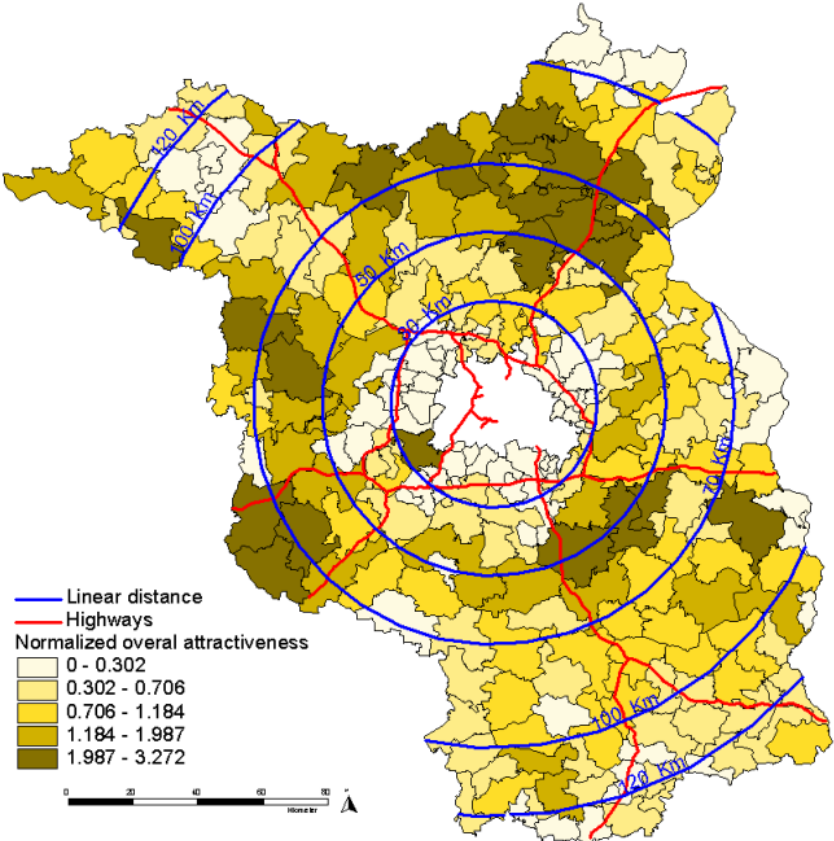 120 Km
100 Km
50 Km
30 Km
70 Km
Linear distance
Highways
Normalized overal attractiveness
0 - 0.302
0.302 - 0.706
0.706 - 1.184
1.184 - 1.987
1.987 - 3.272
100 Km
120 Km
0 20 40 60 80
Kilometer